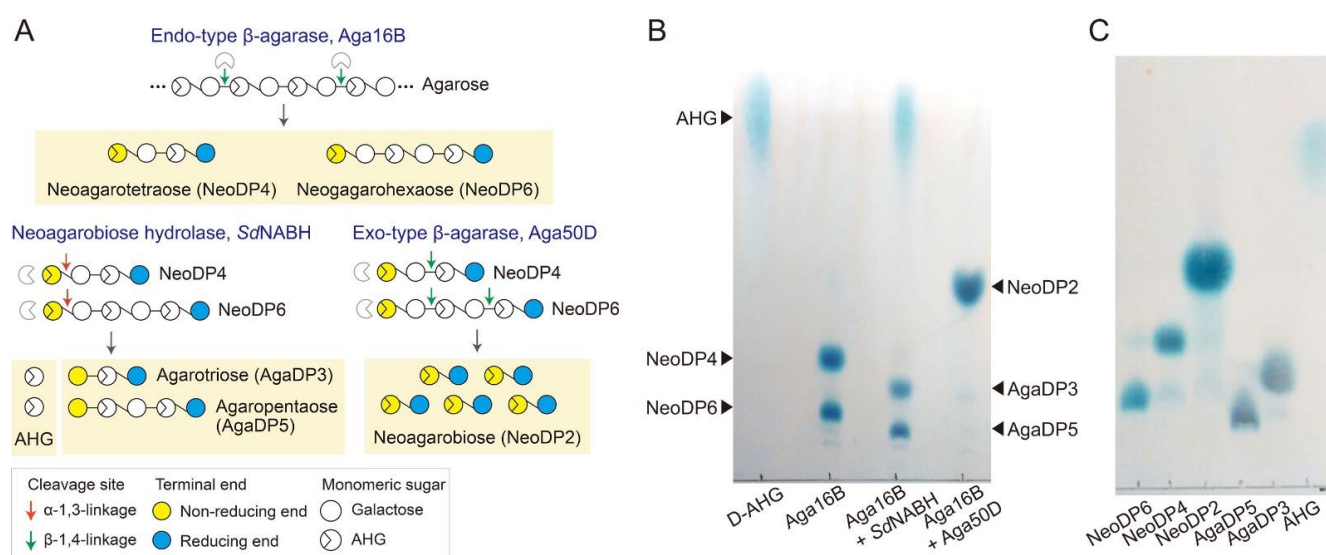 A
Endo-type β-agarase, Aga16B
... ... Agarose
Neoagarotetraose (NeoDP4)
Neogagarohexaose (NeoDP6)
Neoagarobiose hydrolase, SdNABH
NeoDP4
NeoDP6
AHG
Agarotriose (AgaDP3)
Agaropentaose
(AgaDP5)
Exo-type β-agarase, Aga50D
NeoDP4
NeoDP6
Neoagarobiose (NeoDP2)
Cleavage site
α-1,3-linkage
β-1,4-linkage
Terminal end
Non-reducing end
Reducing end
Monomeric sugar
Galactose
AHG
B
AHG
NeoDP4
NeoDP6
NeoDP2
AgaDP3
AgaDP5
D-AHG
Aga16B
Aga16B
+ SdNABH
Aga16B
+ Aga50D
C
NeoDP6
NeoDP4
NeoDP2
AgaDP5
AgaDP3
AHG